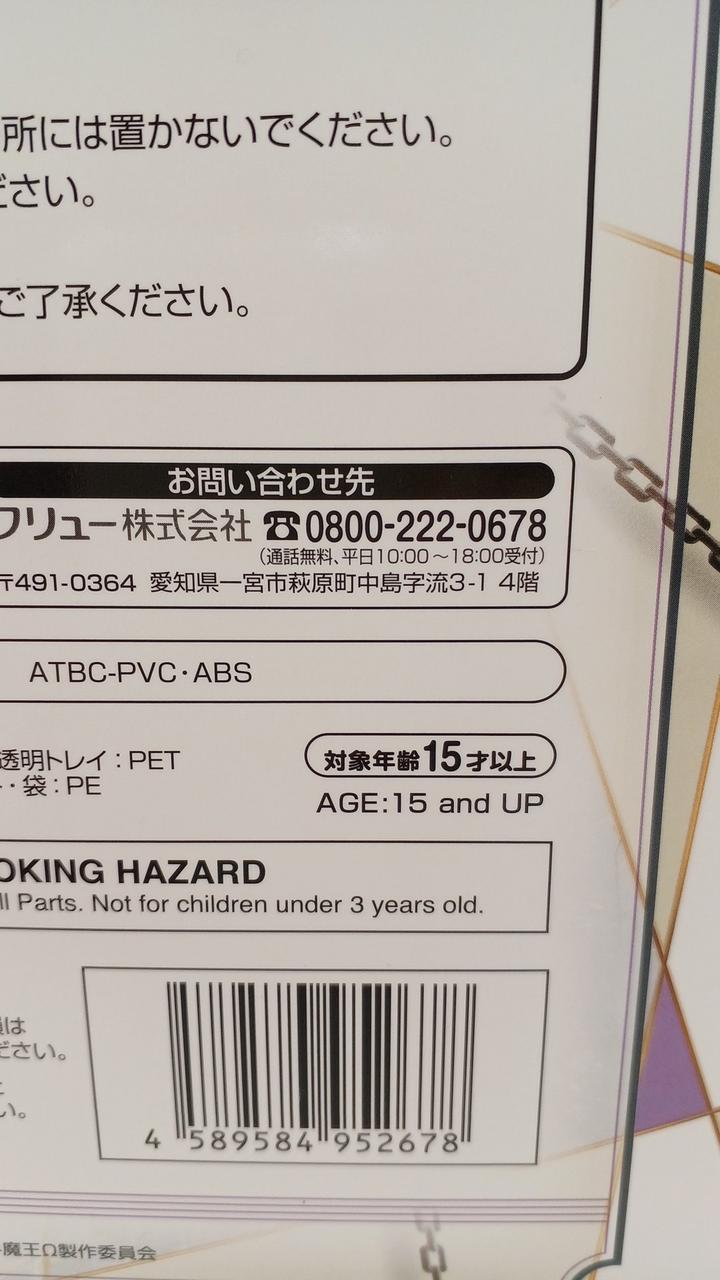 所には置かないでください。
ださい。
ご了承ください。
お問い合わせ先
フリュー株式会社 ☎0800-222-0678
(通話無料、平日10:00～18:00受付)
〒491-0364 愛知県一宮市萩原町中島字流3-1 4階
ATBC-PVC・ABS
透明トレイ：PET
・袋：PE
対象年齢15才以上
AGE:15 and UP
OKING HAZARD
ll Parts. Not for children under 3 years old.
は
ださい。
い。
4 589584 952678
魔王Ω製作委員会